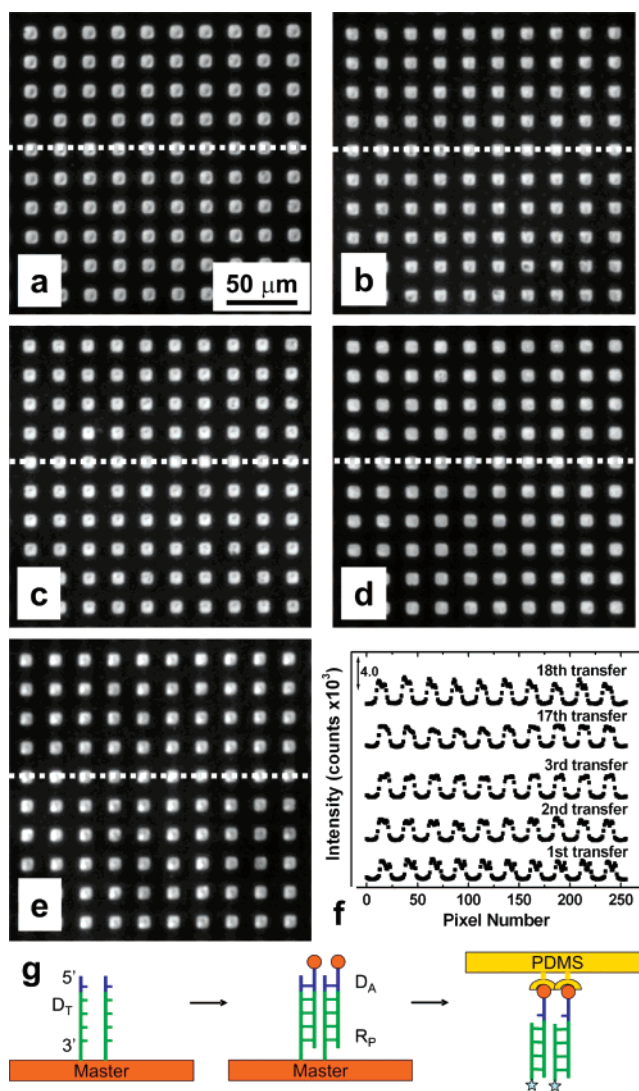 a
50 μm
b
c
d
e
Intensity (counts x10³)
4.0
18th transfer
17th transfer
3rd transfer
2nd transfer
1st transfer
0 50 100 150 200 250
Pixel Number
f
g
5'
D_T
3'
Master
D_A
R_P
Master
PDMS